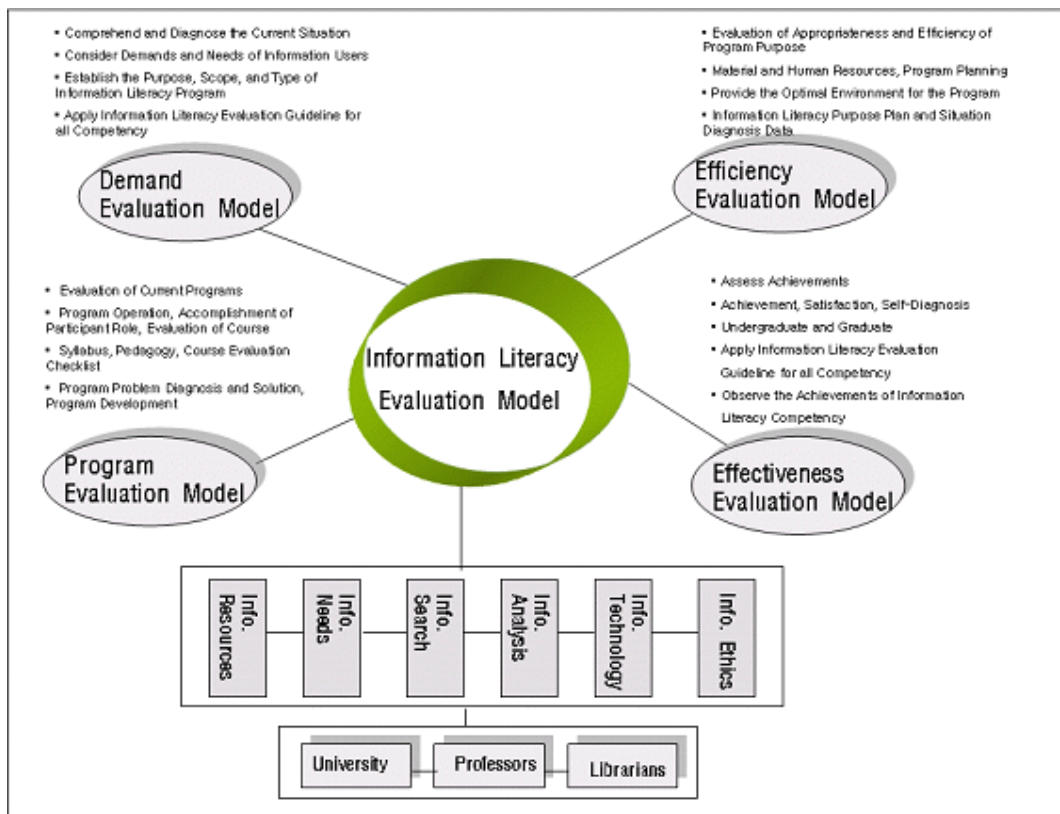 ▪ Comprehend and Diagnose the Current Situation
▪ Consider Demands and Needs of Information Users
▪ Establish the Purpose, Scope, and Type of
Information Literacy Program
▪ Apply Information Literacy Evaluation Guideline for
all Competency
Demand
Evaluation Model
▪ Evaluation of Appropriateness and Efficiency of
Program Purpose
▪ Material and Human Resources, Program Planning
▪ Provide the Optimal Environment for the Program
▪ Information Literacy Purpose Plan and Situation
Diagnosis Data
Efficiency
Evaluation Model
▪ Evaluation of Current Programs
▪ Program Operation, Accomplishment of
Participant Role, Evaluation of Course
▪ Syllabus, Pedagogy, Course Evaluation
Checklist
▪ Program Problem Diagnosis and Solution,
Program Development
Program
Evaluation Model
Information Literacy
Evaluation Model
▪ Assess Achievements
▪ Achievement, Satisfaction, Self-Diagnosis
▪ Undergraduate and Graduate
▪ Apply Information Literacy Evaluation
Guideline for all Competency
▪ Observe the Achievements of Information
Literacy Competency
Effectiveness
Evaluation Model
Info.
Resources
Info.
Needs
Info.
Search
Info.
Analysis
Info.
Technology
Info. Ethics
University
Professors
Librarians